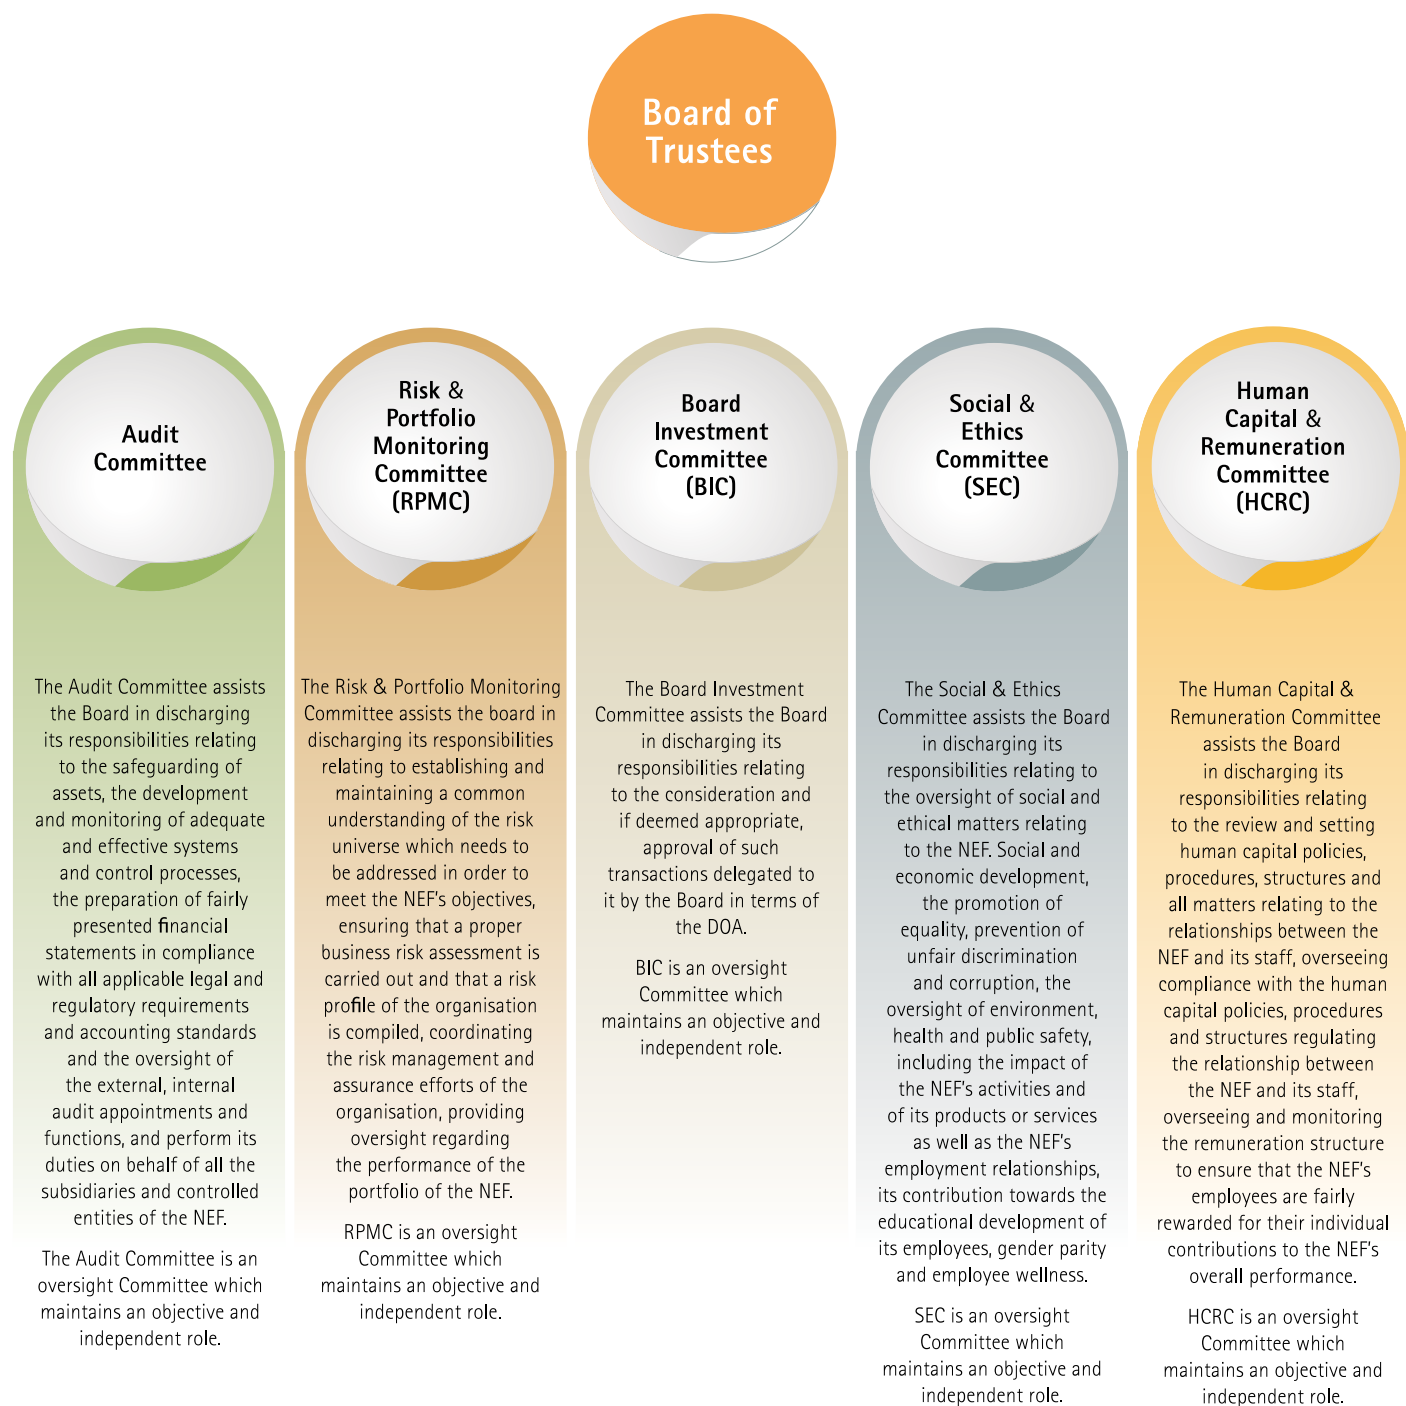 Board of
Trustees
Audit
Committee
The Audit Committee assists
the Board in discharging
its responsibilities relating
to the safeguarding of
assets, the development
and monitoring of adequate
and effective systems
and control processes,
the preparation of fairly
presented financial
statements in compliance
with all applicable legal and
regulatory requirements
and accounting standards
and the oversight of
the external, internal
audit appointments and
functions, and perform its
duties on behalf of all the
subsidiaries and controlled
entities of the NEF.
The Audit Committee is an
oversight Committee which
maintains an objective and
independent role.
Risk &
Portfolio
Monitoring
Committee
(RPMC)
The Risk & Portfolio Monitoring
Committee assists the board in
discharging its responsibilities
relating to establishing and
maintaining a common
understanding of the risk
universe which needs to
be addressed in order to
meet the NEF's objectives,
ensuring that a proper
business risk assessment is
carried out and that a risk
profile of the organisation
is compiled, coordinating
the risk management and
assurance efforts of the
organisation, providing
oversight regarding
the performance of the
portfolio of the NEF.
RPMC is an oversight
Committee which
maintains an objective and
independent role.
Board
Investment
Committee
(BIC)
The Board Investment
Committee assists the Board
in discharging its
responsibilities relating
to the consideration and
if deemed appropriate,
approval of such
transactions delegated to
it by the Board in terms of
the DOA.
BIC is an oversight
Committee which
maintains an objective and
independent role.
Social &
Ethics
Committee
(SEC)
The Social & Ethics
Committee assists the Board
in discharging its
responsibilities relating to
the oversight of social and
ethical matters relating
to the NEF. Social and
economic development,
the promotion of
equality, prevention of
unfair discrimination
and corruption, the
oversight of environment,
health and public safety,
including the impact of
the NEF's activities and
of its products or services
as well as the NEF's
employment relationships,
its contribution towards the
educational development of
its employees, gender parity
and employee wellness.
SEC is an oversight
Committee which
maintains an objective and
independent role.
Human
Capital &
Remuneration
Committee
(HCRC)
The Human Capital &
Remuneration Committee
assists the Board
in discharging its
responsibilities relating
to the review and setting
human capital policies,
procedures, structures and
all matters relating to the
relationships between the
NEF and its staff, overseeing
compliance with the human
capital policies, procedures
and structures regulating
the relationship between
the NEF and its staff,
overseeing and monitoring
the remuneration structure
to ensure that the NEF's
employees are fairly
rewarded for their individual
contributions to the NEF's
overall performance.
HCRC is an oversight
Committee which
maintains an objective and
independent role.